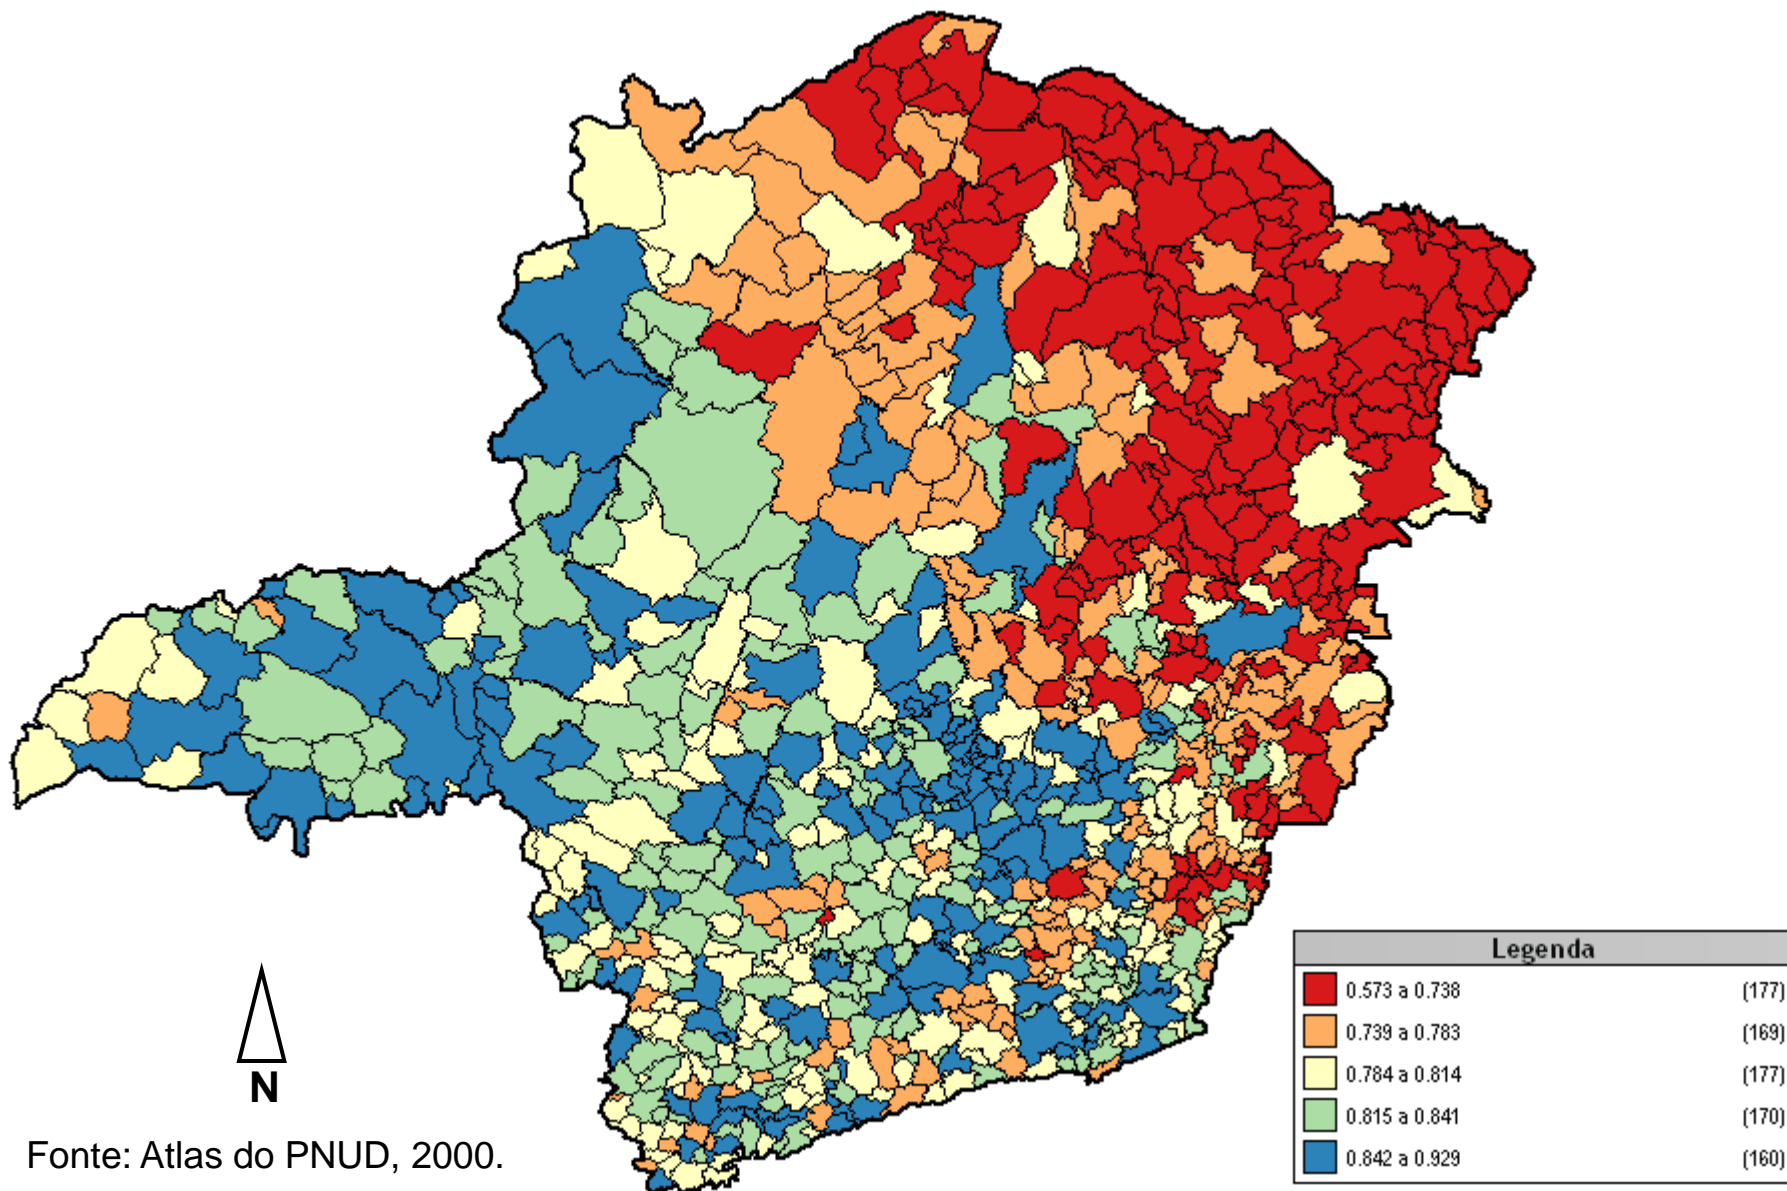 Legenda
0.573 a 0.738 (177)
0.739 a 0.783 (169)
0.784 a 0.814 (177)
0.815 a 0.841 (170)
0.842 a 0.929 (160)
N
Fonte: Atlas do PNUD, 2000.